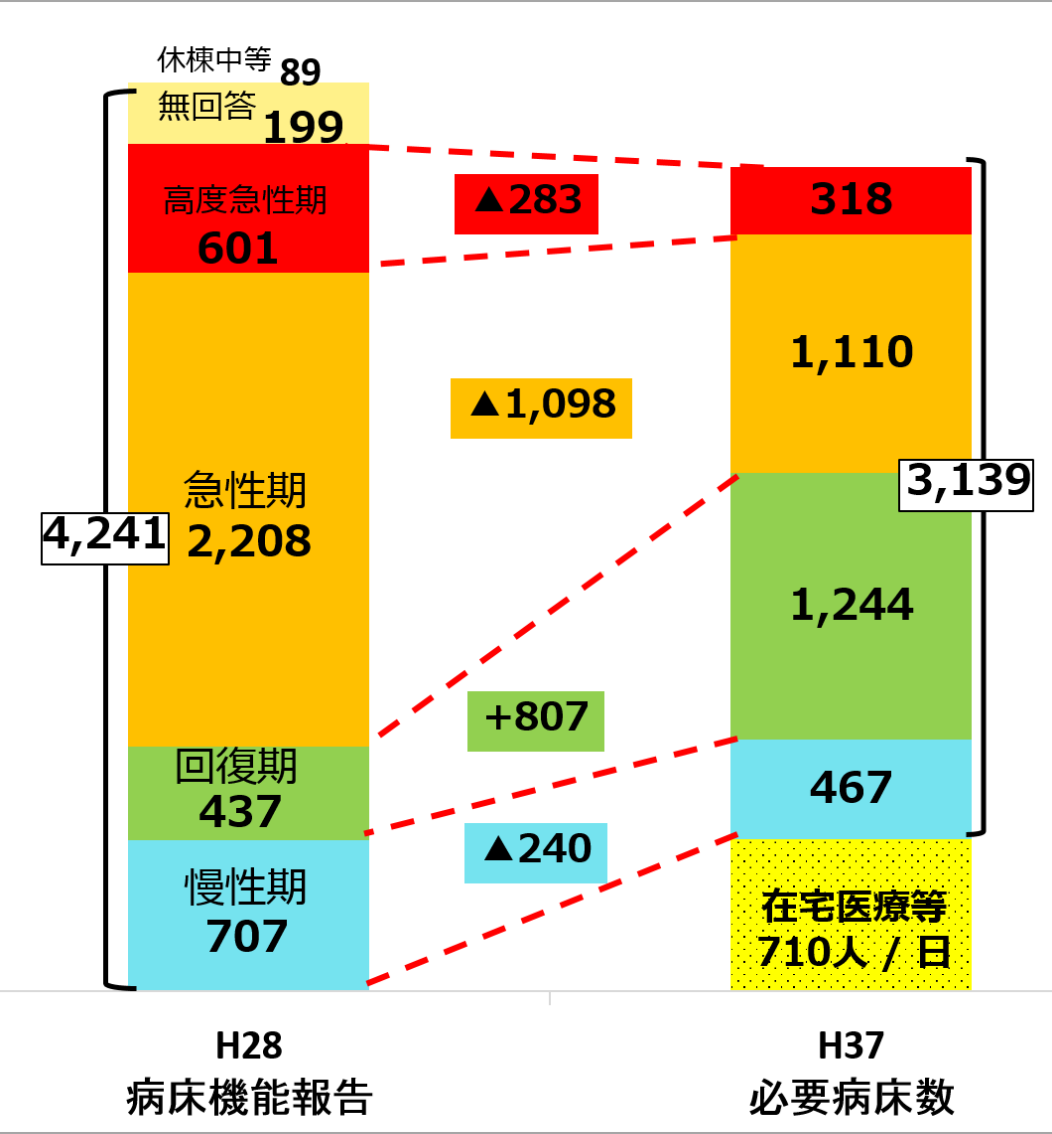 休棟中等 89
無回答 199
高度急性期
601
▲283
318
急性期
2,208
▲1,098
1,110
4,241
3,139
回復期
437
+807
1,244
慢性期
707
▲240
467
在宅医療等
710人 / 日
H28
病床機能報告
H37
必要病床数